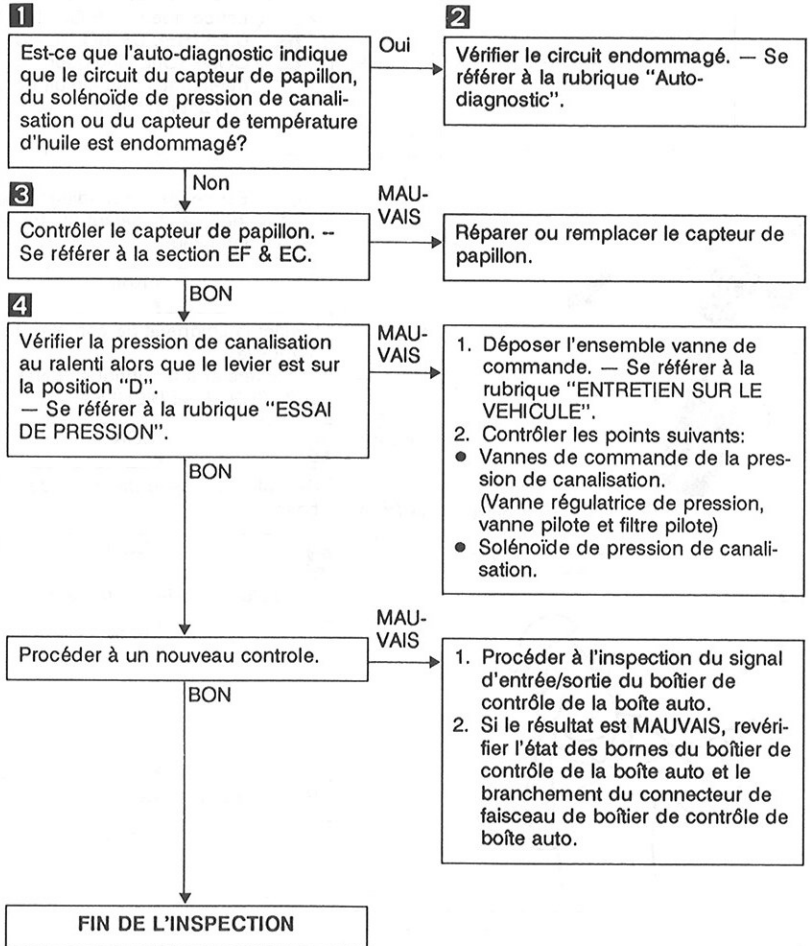 1
Est-ce que l'auto-diagnostic indique
que le circuit du capteur de papillon,
du solénoïde de pression de canali-
sation ou du capteur de température
d'huile est endommagé?
Oui
2
Vérifier le circuit endommagé. — Se
référer à la rubrique "Auto-
diagnostic".
Non
3
Contrôler le capteur de papillon. --
Se référer à la section EF & EC.
MAU-
VAIS
Réparer ou remplacer le capteur de
papillon.
BON
4
Vérifier la pression de canalisation
au ralenti alors que le levier est sur
la position "D".
— Se référer à la rubrique "ESSAI
DE PRESSION".
MAU-
VAIS
1. Déposer l'ensemble vanne de
commande. — Se référer à la
rubrique "ENTRETIEN SUR LE
VEHICULE".
2. Contrôler les points suivants:
● Vannes de commande de la pres-
sion de canalisation.
(Vanne régulatrice de pression,
vanne pilote et filtre pilote)
● Solénoïde de pression de canali-
sation.
BON
Procéder à un nouveau controle.
MAU-
VAIS
1. Procéder à l'inspection du signal
d'entrée/sortie du boîtier de
contrôle de la boîte auto.
2. Si le résultat est MAUVAIS, revéri-
fier l'état des bornes du boîtier de
contrôle de la boîte auto et le
branchement du connecteur de
faisceau de boîtier de contrôle de
boîte auto.
BON
FIN DE L'INSPECTION